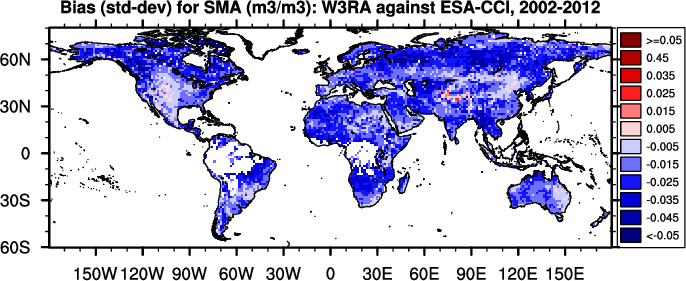 Bias (std-dev) for SMA (m3/m3): W3RA against ESA-CCI, 2002-2012
>=0.05
0.45
0.035
0.025
0.015
0.005
-0.005
-0.015
-0.025
-0.035
-0.045
<-0.05
60N
30N
0
30S
60S
150W 120W 90W 60W 30W 0 30E 60E 90E 120E 150E